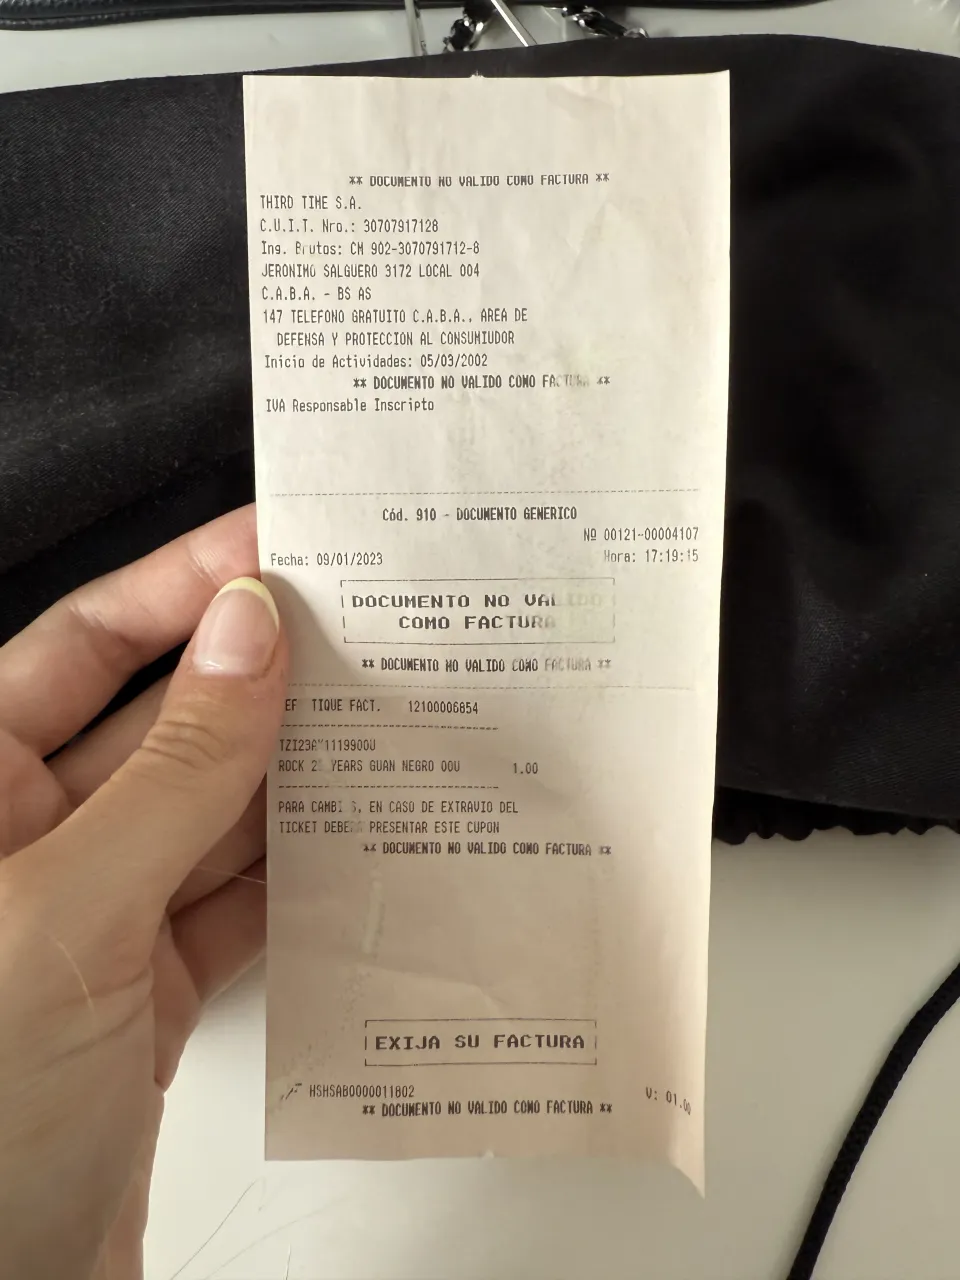 ** DOCUMENTO NO VALIDO COMO FACTURA **
THIRD TIME S.A.
C.U.I.T. Nro.: 30707917128
Ing. Brutos: CM 902-3070791712-8
JERONIMO SALGUERO 3172 LOCAL 004
C.A.B.A. - BS AS
147 TELEFONO GRATUITO C.A.B.A., AREA DE
DEFENSA Y PROTECCION AL CONSUMIUDOR
Inicio de Actividades: 05/03/2002
** DOCUMENTO NO VALIDO COMO FACTURA **
IVA Responsable Inscripto
Cód. 910 - DOCUMENTO GENERICO
Nº 00121-00004107
Fecha: 09/01/2023 Hora: 17:19:15
DOCUMENTO NO VALIDO
COMO FACTURA
** DOCUMENTO NO VALIDO COMO FACTURA **
EF TIQUE FACT. 12100006854
ROCK YEARS GUAN NEGRO 00U 1.00
PARA CAMBIOS, EN CASO DE EXTRAVIO DEL
TICKET DEBERA PRESENTAR ESTE CUPON
** DOCUMENTO NO VALIDO COMO FACTURA **
EXIJA SU FACTURA
HSHSAB0000011802 V: 01.00
** DOCUMENTO NO VALIDO COMO FACTURA **